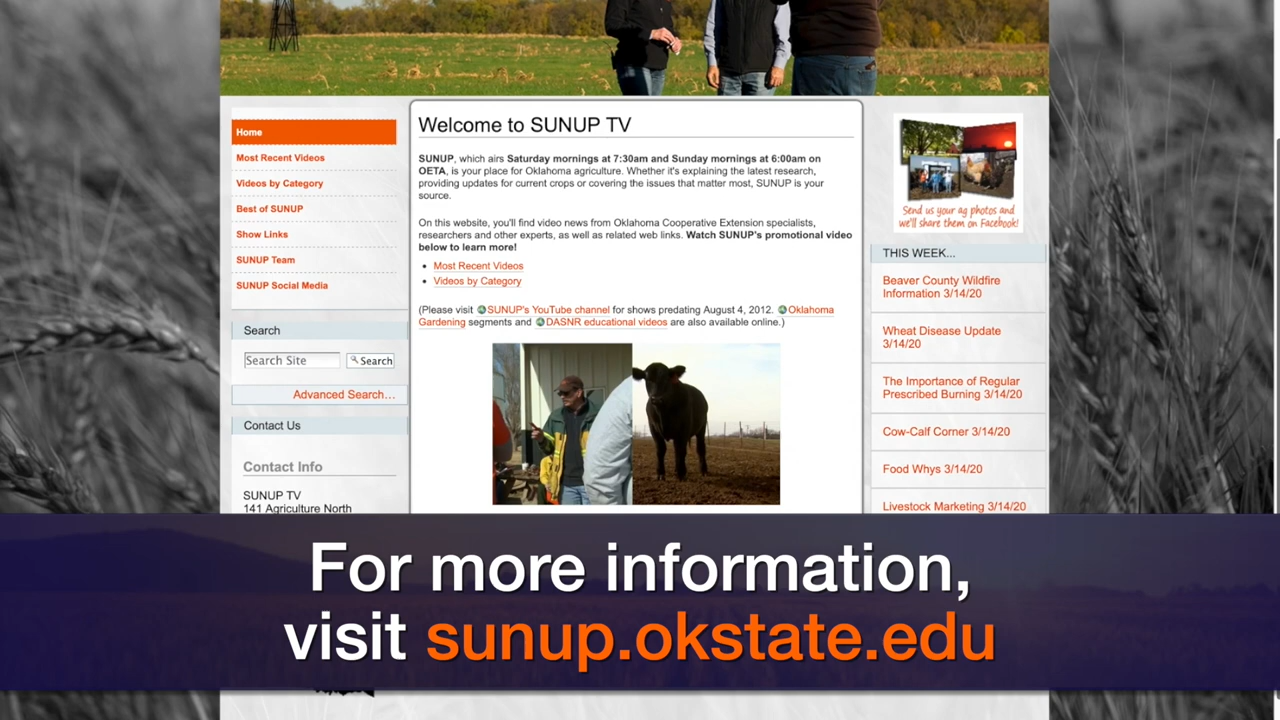 Home
Most Recent Videos
Videos by Category
Best of SUNUP
Show Links
SUNUP Team
SUNUP Social Media
Search
Search Site
Search
Advanced Search...
Contact Us
Contact Info
SUNUP TV
141 Agriculture North
Welcome to SUNUP TV
SUNUP, which airs Saturday mornings at 7:30am and Sunday mornings at 6:00am on
OETA, is your place for Oklahoma agriculture. Whether it's explaining the latest research,
providing updates for current crops or covering the issues that matter most, SUNUP is your
source.
On this website, you'll find video news from Oklahoma Cooperative Extension specialists,
researchers and other experts, as well as related web links. Watch SUNUP's promotional video
below to learn more!
• Most Recent Videos
• Videos by Category
(Please visit SUNUP's YouTube channel for shows predating August 4, 2012. Oklahoma
Gardening segments and DASNR educational videos are also available online.)
Send us your ag photos and
we'll share them on Facebook!
THIS WEEK...
Beaver County Wildfire
Information 3/14/20
Wheat Disease Update
3/14/20
The Importance of Regular
Prescribed Burning 3/14/20
Cow-Calf Corner 3/14/20
Food Whys 3/14/20
Livestock Marketing 3/14/20
For more information,
visit sunup.okstate.edu